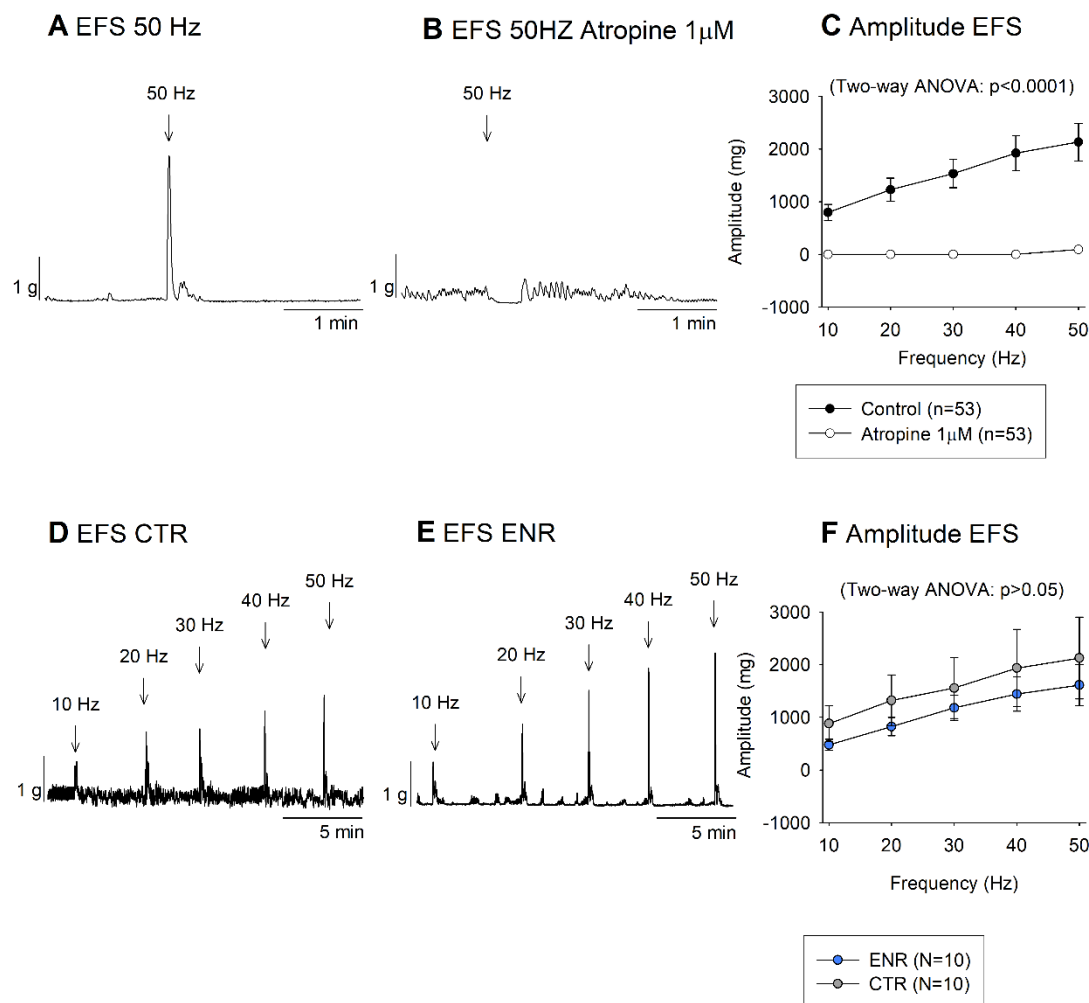 A EFS 50 Hz
50 Hz
1 g
1 min
B EFS 50HZ Atropine 1μM
50 Hz
1 g
1 min
C Amplitude EFS
(Two-way ANOVA: p<0.0001)
3000
2000
1000
0
-1000
Amplitude (mg)
10 20 30 40 50
Frequency (Hz)
Control (n=53)
Atropine 1μM (n=53)
D EFS CTR
50 Hz
40 Hz
30 Hz
20 Hz
10 Hz
1 g
5 min
E EFS ENR
50 Hz
40 Hz
30 Hz
20 Hz
10 Hz
1 g
5 min
F Amplitude EFS
(Two-way ANOVA: p>0.05)
3000
2000
1000
0
-1000
Amplitude (mg)
10 20 30 40 50
Frequency (Hz)
ENR (N=10)
CTR (N=10)